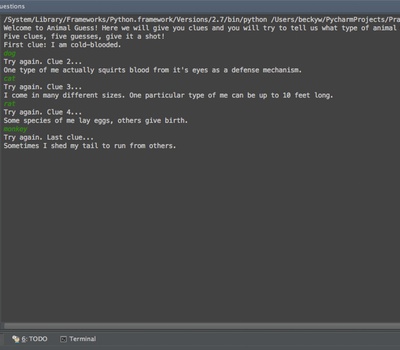 uestions
/System/Library/Frameworks/Python.framework/Versions/2.7/bin/python /Users/beckyw/PycharmProjects/Pra
Welcome to Animal Guess! Here we will give you clues and you will try to tell us what type of animal
Five clues, five guesses, give it a shot!
First clue: I am cold-blooded.
dog
Try again. Clue 2...
One type of me actually squirts blood from it's eyes as a defense mechanism.
cat
Try again. Clue 3...
I come in many different sizes. One particular type of me can be up to 10 feet long.
cat
Try again. Clue 4...
Some species of me lay eggs, others give birth.
monkey
Try again. Last clue...
Sometimes I shed my tail to run from others.
6: TODO Terminal